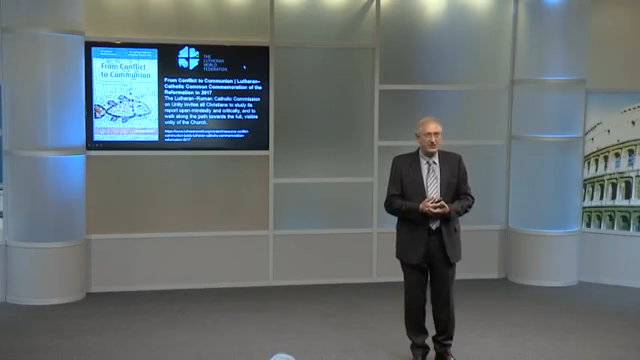 From Conflict
to Communion
THE
LUTHERAN
WORLD
FEDERATION
From Conflict to Communion | Lutheran-
Catholic Common Commemoration of the
Reformation in 2017
The Lutheran–Roman Catholic Commission
on Unity invites all Christians to study its
report open-mindedly and critically, and to
walk along the path towards the full, visible
unity of the Church.